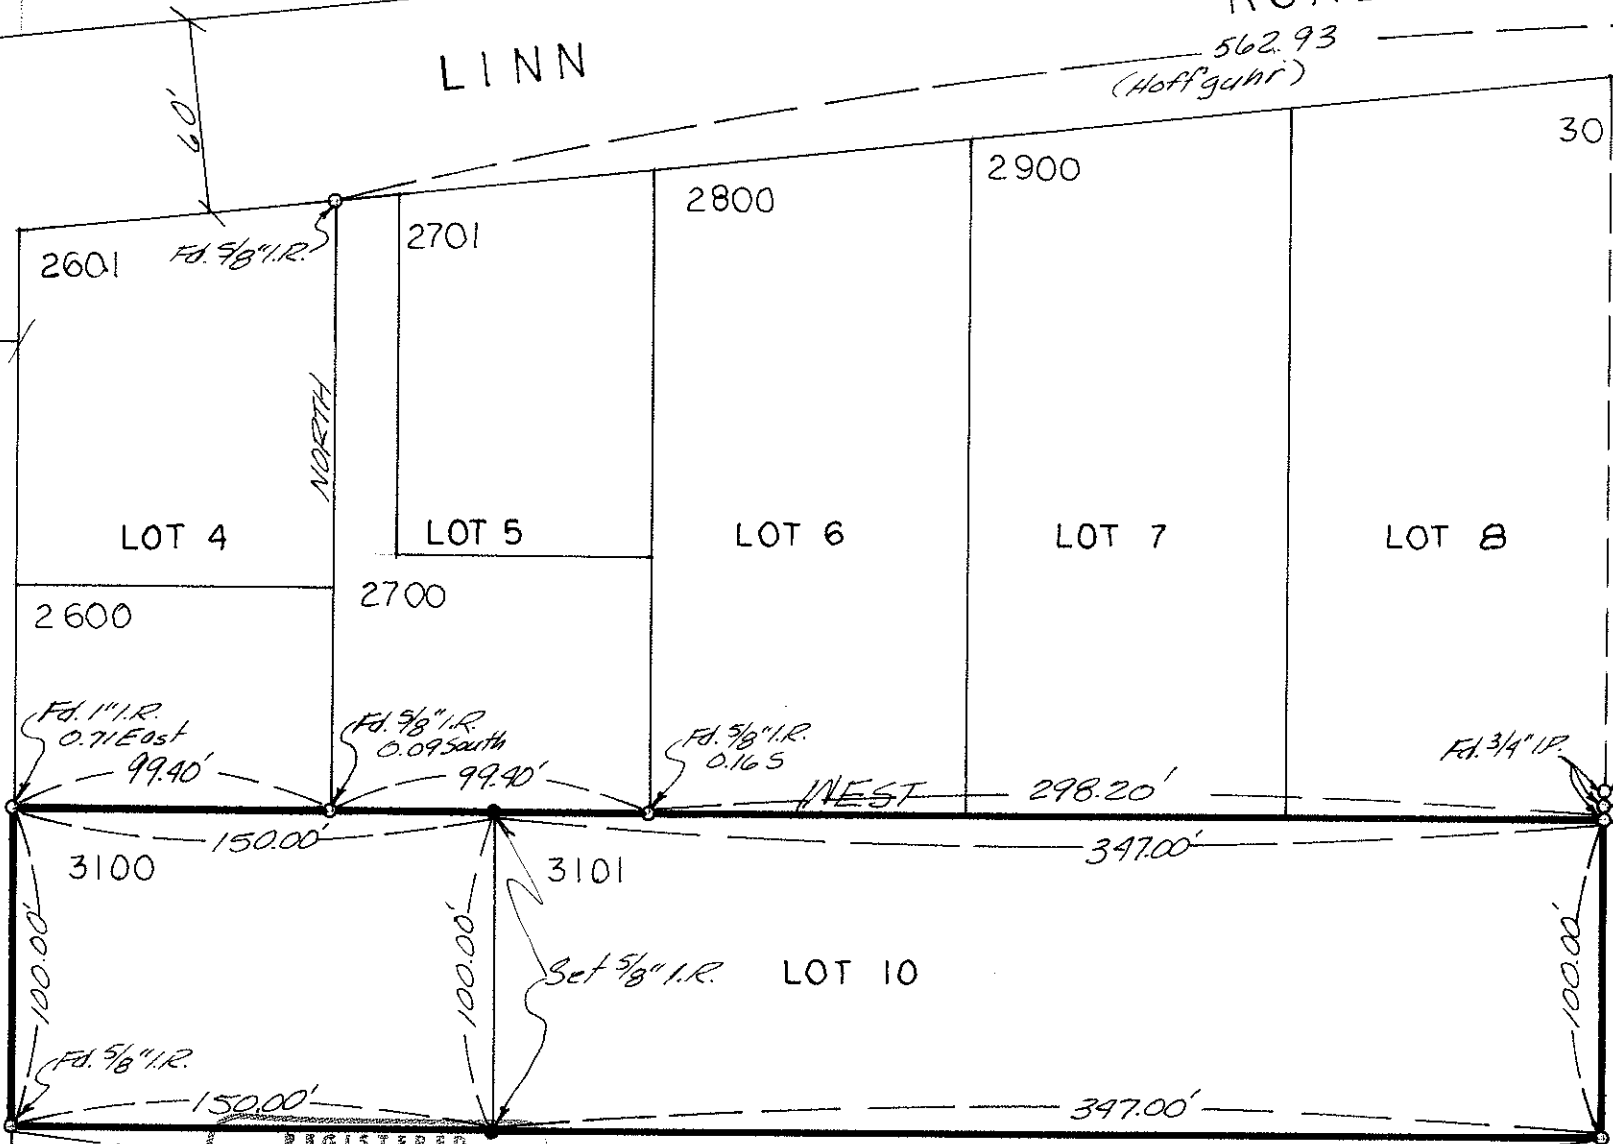 LINN
562.93
(Hoffguhr)
60'
30
2900
2800
2701
2601
Fd. 5/8" I.R.
NORTH
LOT 4
LOT 5
LOT 6
LOT 7
LOT 8
2600
2700
Fd. 1" I.R.
0.71 East
99.40'
Fd. 5/8" I.R.
0.09 South
99.40'
Fd. 5/8" I.R.
0.16 S
WEST
298.20'
Fd. 3/4" I.P.
150.00'
347.00'
3100
3101
100.00'
100.00'
100.00'
Set 5/8" I.R.
LOT 10
Fd. 5/8" I.R.
150.00'
347.00'
REGISTERED